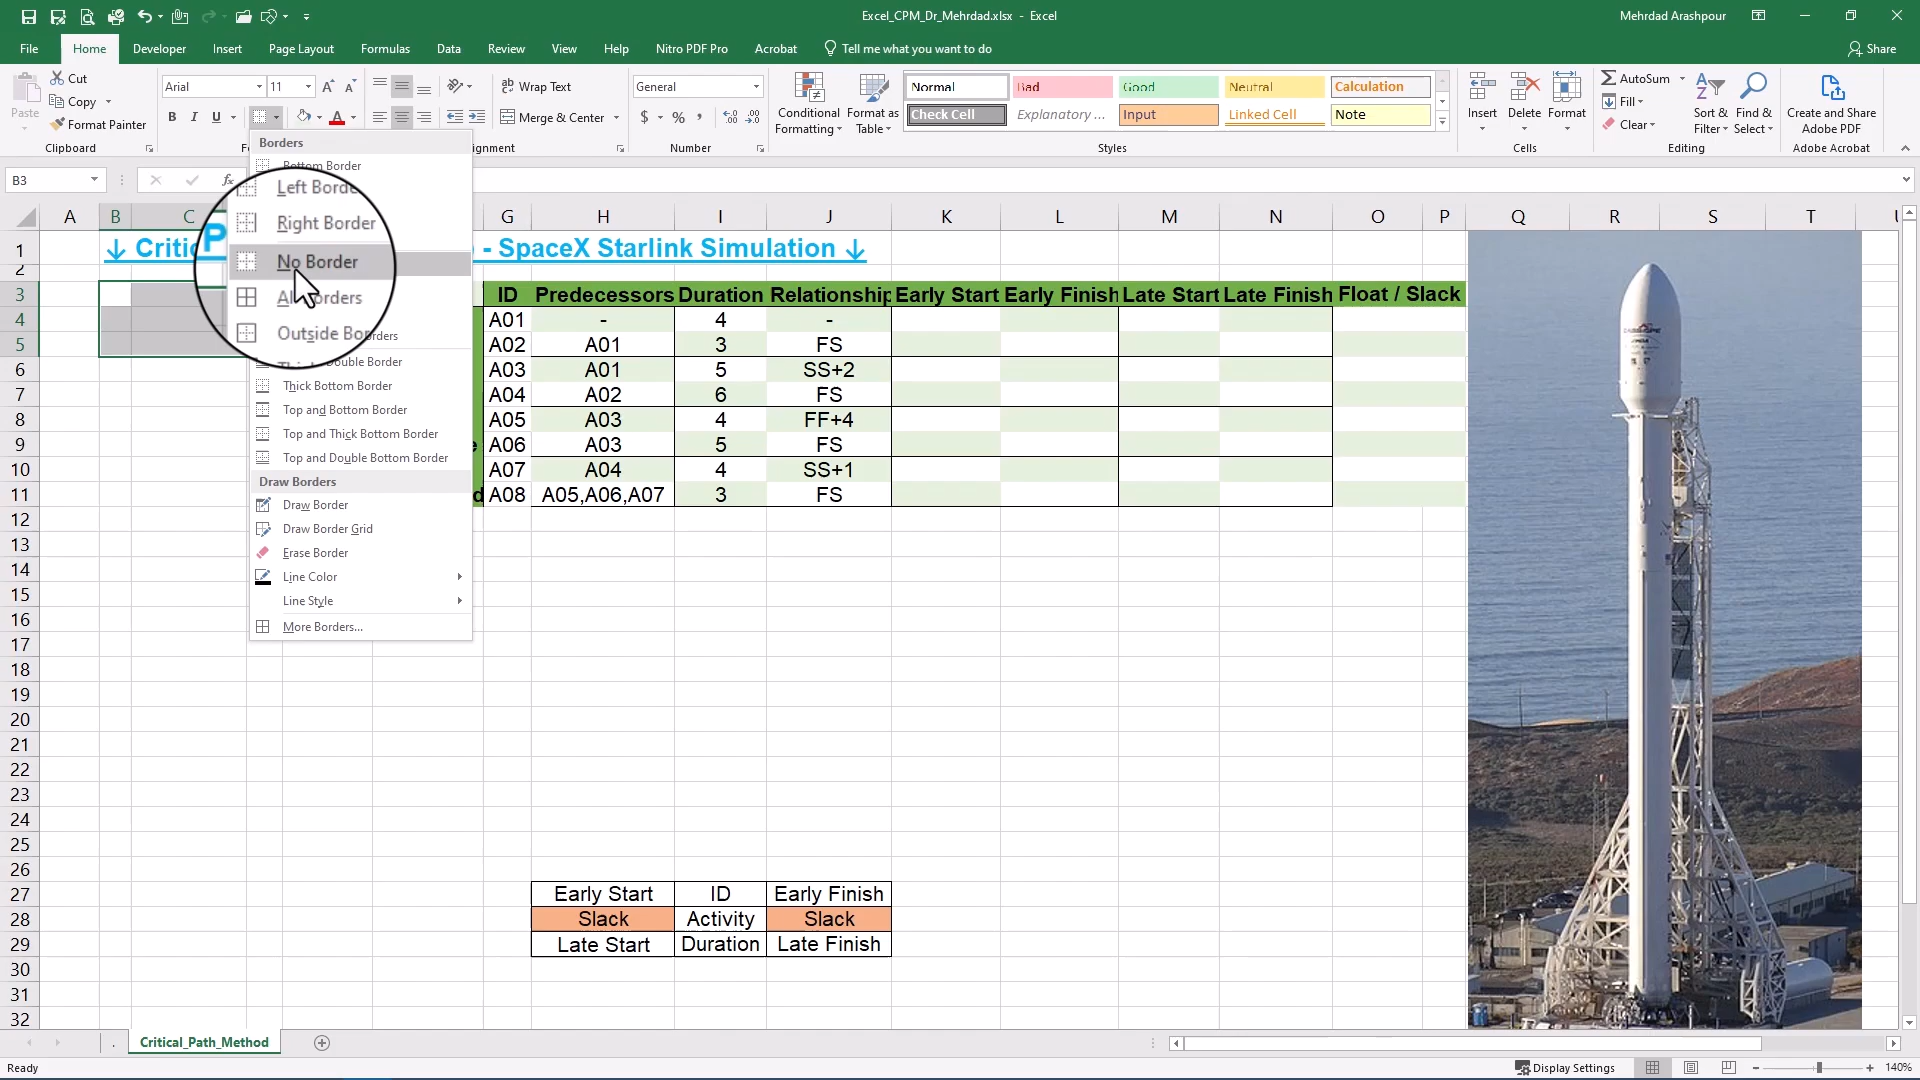 Excel_CPM_Dr_Mehrdad.xlsx - Excel
Mehrdad Arashpour
File Home Developer Insert Page Layout Formulas Data Review View Help Nitro PDF Pro Acrobat Tell me what you want to do Share
Paste
Cut
Copy
Format Painter
Clipboard
Arial 11
B I U
Wrap Text
Merge & Center
General
$ % ,
Number
Conditional Formatting
Format as Table
Normal Bad Good Neutral Calculation
Check Cell Explanatory ... Input Linked Cell Note
Styles
Insert Delete Format
Cells
AutoSum
Fill
Clear
Sort & Filter
Find & Select
Editing
Create and Share Adobe PDF
Adobe Acrobat
B3
fx
Borders
Bottom Border
Right Border
No Border
Thick Bottom Border
Top and Bottom Border
Top and Thick Bottom Border
Top and Double Bottom Border
Draw Borders
Draw Border
Draw Border Grid
Erase Border
Line Color
Line Style
More Borders...
A B C G H I J K L M N O P Q R S T
1 ↓ - SpaceX Starlink Simulation ↓
2
3 ID Predecessors Duration Relationship Early Start Early Finish Late Start Late Finish Float / Slack
4 A01 - 4 -
5 A02 A01 3 FS
6 A03 A01 5 SS+2
7 A04 A02 6 FS
8 A05 A03 4 FF+4
9 A06 A03 5 FS
10 A07 A04 4 SS+1
11 A08 A05,A06,A07 3 FS
12
13
14
15
16
17
18
19
20
21
22
23
24
25
26
27 Early Start ID Early Finish
28 Slack Activity Slack
29 Late Start Duration Late Finish
30
31
32
. Critical_Path_Method
Ready
Display Settings
140%